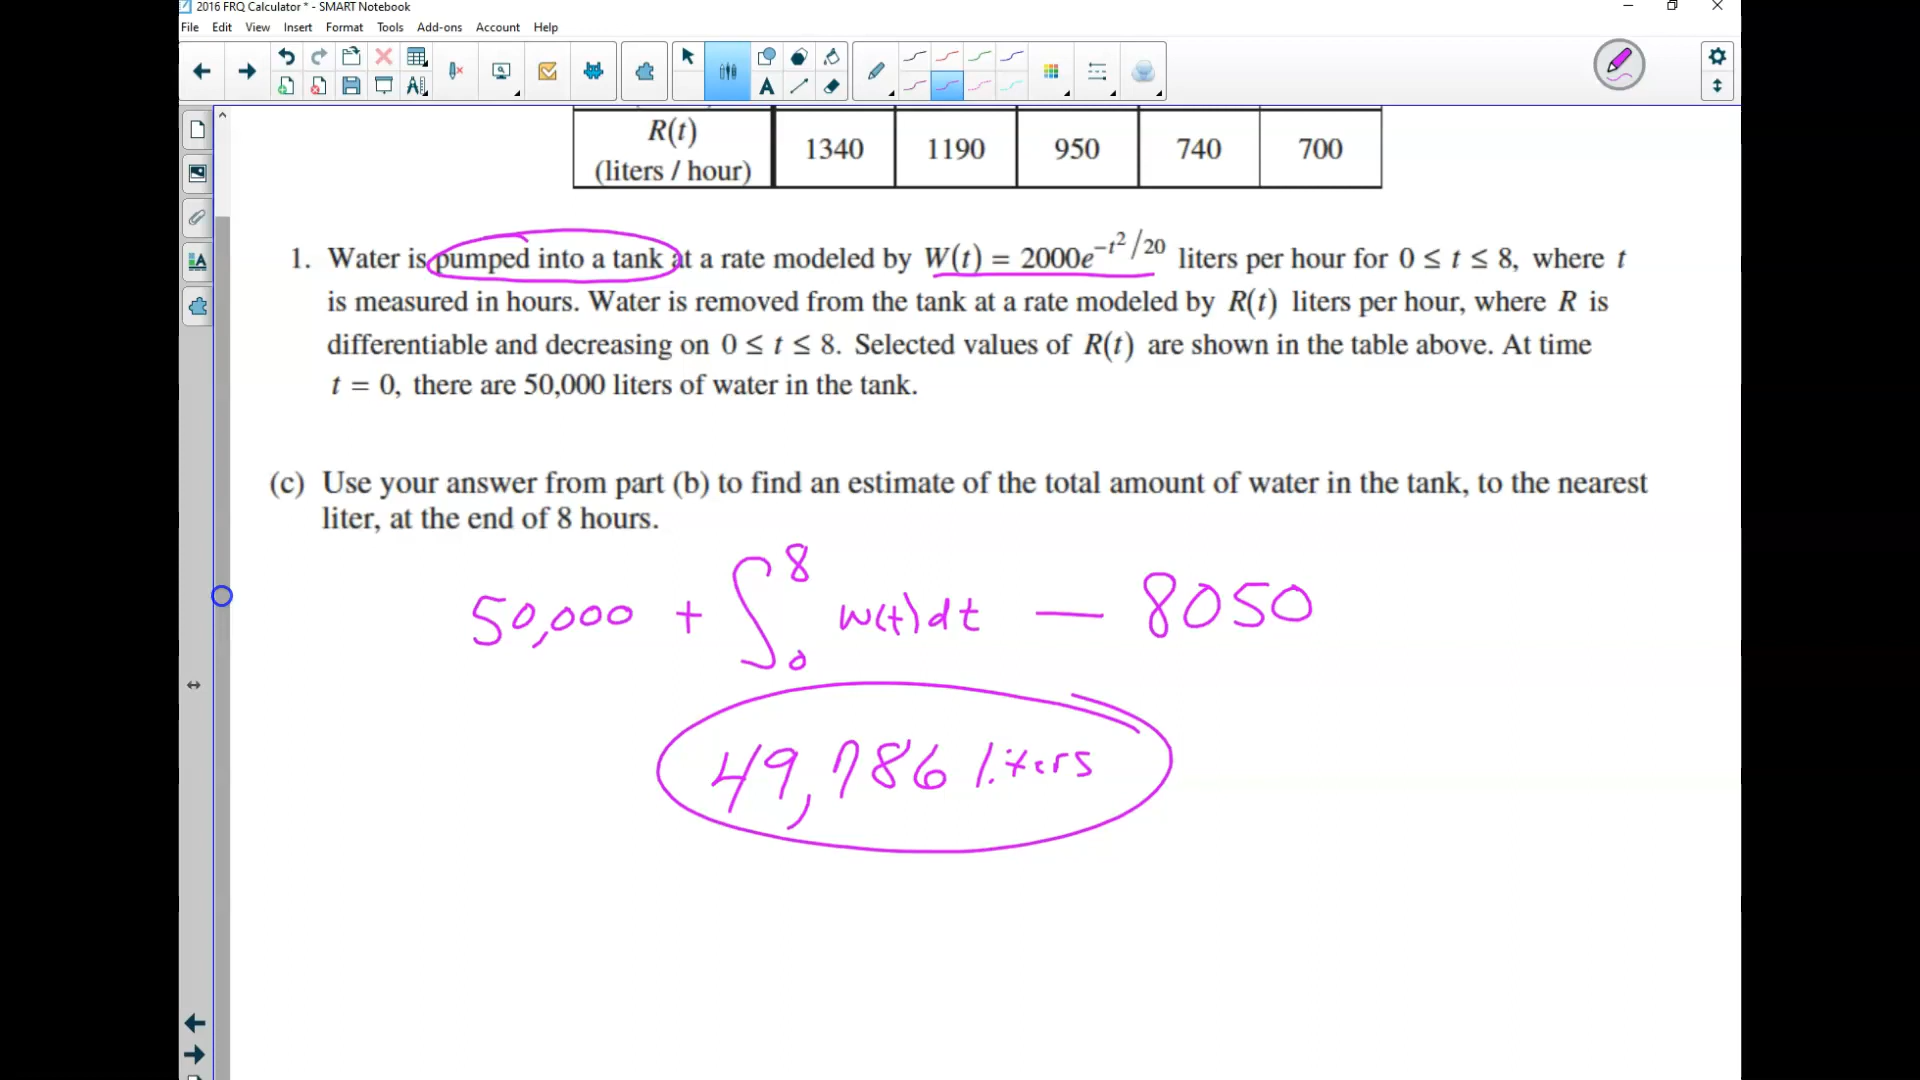 2016 FRQ Calculator * - SMART Notebook
File Edit View Insert Format Tools Add-ons Account Help
R(t) 1340 1190 950 740 700
(liters / hour)
1. Water is pumped into a tank at a rate modeled by W(t) = 2000e^{-t²/20} liters per hour for 0 ≤ t ≤ 8, where t
is measured in hours. Water is removed from the tank at a rate modeled by R(t) liters per hour, where R is
differentiable and decreasing on 0 ≤ t ≤ 8. Selected values of R(t) are shown in the table above. At time
t = 0, there are 50,000 liters of water in the tank.
(c) Use your answer from part (b) to find an estimate of the total amount of water in the tank, to the nearest
liter, at the end of 8 hours.
50,000 + ∫₀⁸ w(t)dt — 8050
49,786 liters